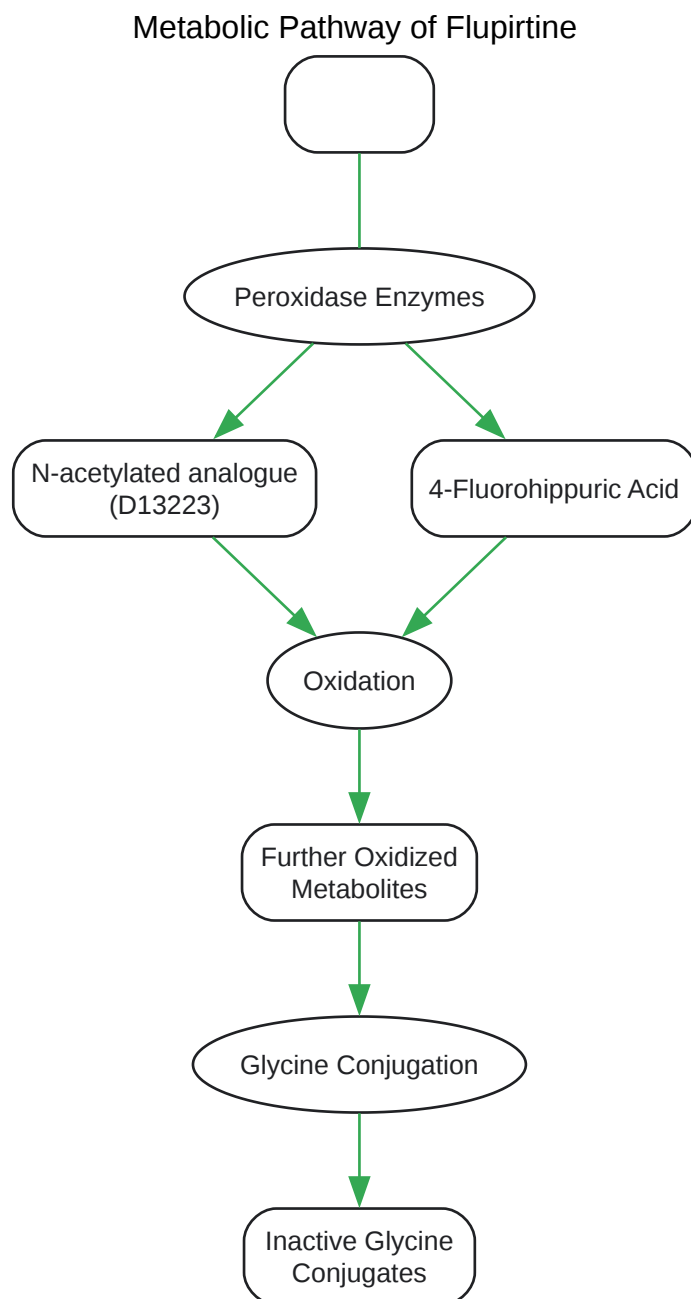 Metabolic Pathway of Flupirtine
Peroxidase Enzymes
N-acetylated analogue
(D13223)
4-Fluorohippuric Acid
Oxidation
Further Oxidized
Metabolites
Glycine Conjugation
Inactive Glycine
Conjugates